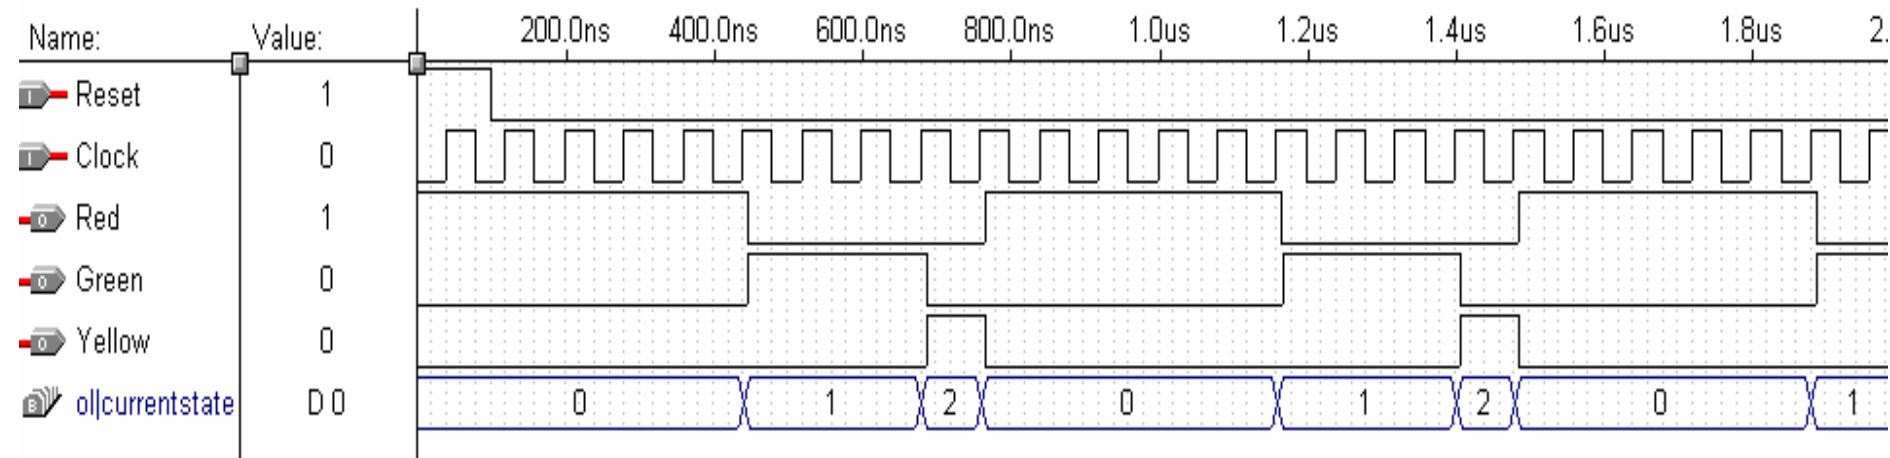 Name: Value: 200.0ns 400.0ns 600.0ns 800.0ns 1.0us 1.2us 1.4us 1.6us 1.8us 2.
I Reset 1
I Clock 0
O Red 1
O Green 0
O Yellow 0
B ol|currentstate D 0 0 1 2 0 1 2 0 1